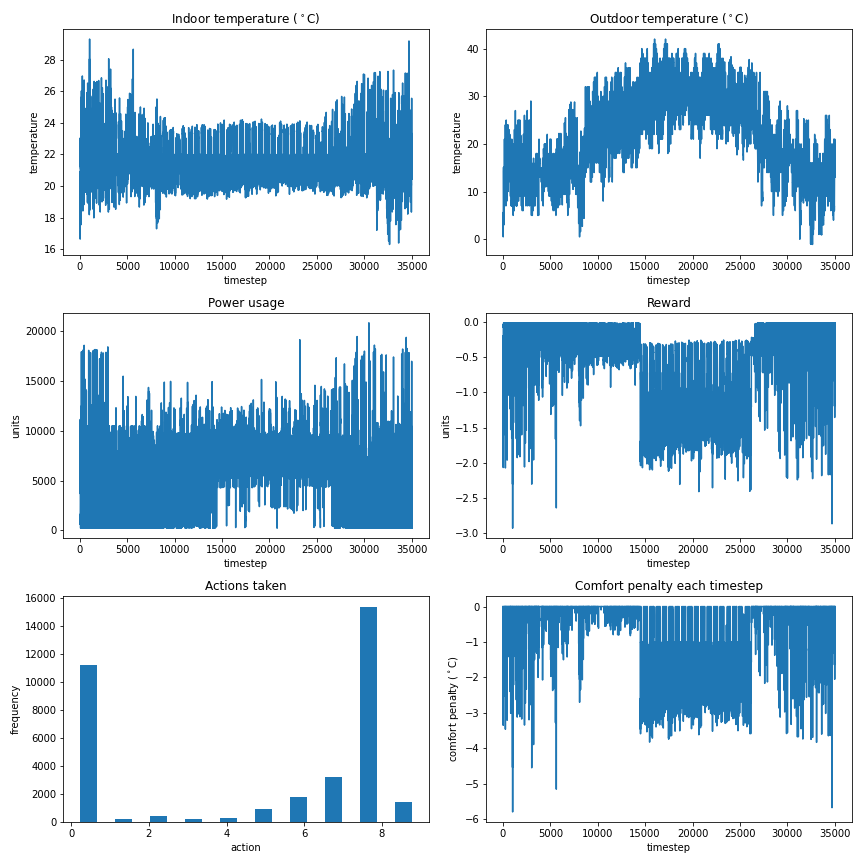 Indoor temperature (°C)
temperature
28
26
24
22
20
18
16
0 5000 10000 15000 20000 25000 30000 35000
timestep
Outdoor temperature (°C)
temperature
40
30
20
10
0
0 5000 10000 15000 20000 25000 30000 35000
timestep
Power usage
units
20000
15000
10000
5000
0
0 5000 10000 15000 20000 25000 30000 35000
timestep
Reward
units
0.0
−0.5
−1.0
−1.5
−2.0
−2.5
−3.0
0 5000 10000 15000 20000 25000 30000 35000
timestep
Actions taken
frequency
16000
14000
12000
10000
8000
6000
4000
2000
0
0 2 4 6 8
action
Comfort penalty each timestep
comfort penalty (°C)
0
−1
−2
−3
−4
−5
−6
0 5000 10000 15000 20000 25000 30000 35000
timestep